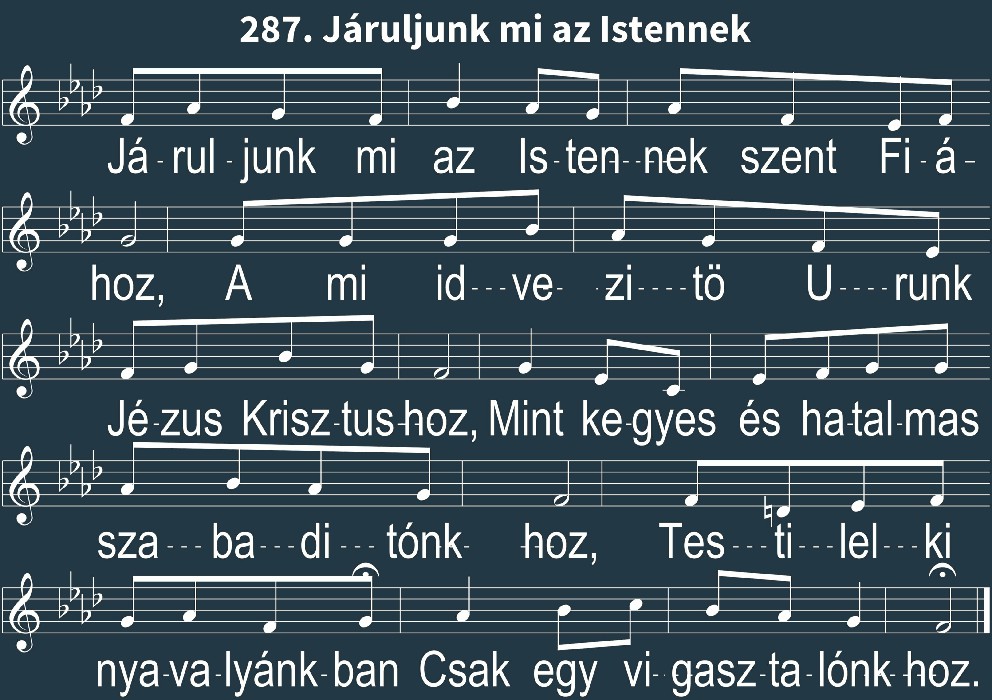 287. Járuljunk mi az Istennek
Já-rul-junk mi az Is-ten--nek szent Fi-á-
hoz, A mi id---ve- -zi----tö U----runk
Jé-zus Krisz-tus-hoz, Mint ke-gyes és ha-tal-mas
sza---ba---di---tónk- -hoz, Tes---ti---lel---ki
nya-va-lyánk-ban Csak egy vi-gasz-ta-lónk-hoz.